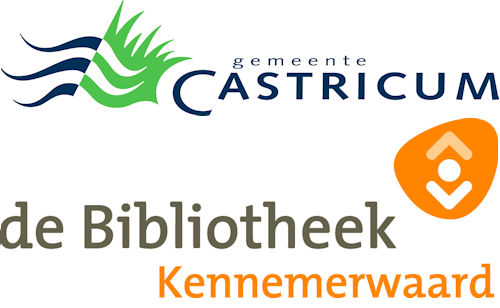 gemeente
CASTRICUM
de Bibliotheek
Kennemerwaard